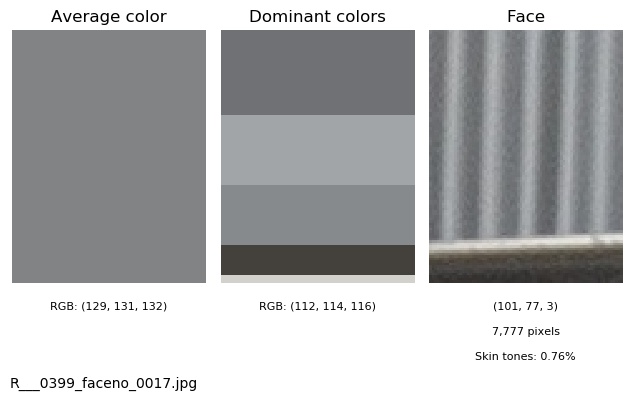 Average color
Dominant colors
Face
RGB: (129, 131, 132)
RGB: (112, 114, 116)
(101, 77, 3)
7,777 pixels
Skin tones: 0.76%
R___0399_faceno_0017.jpg